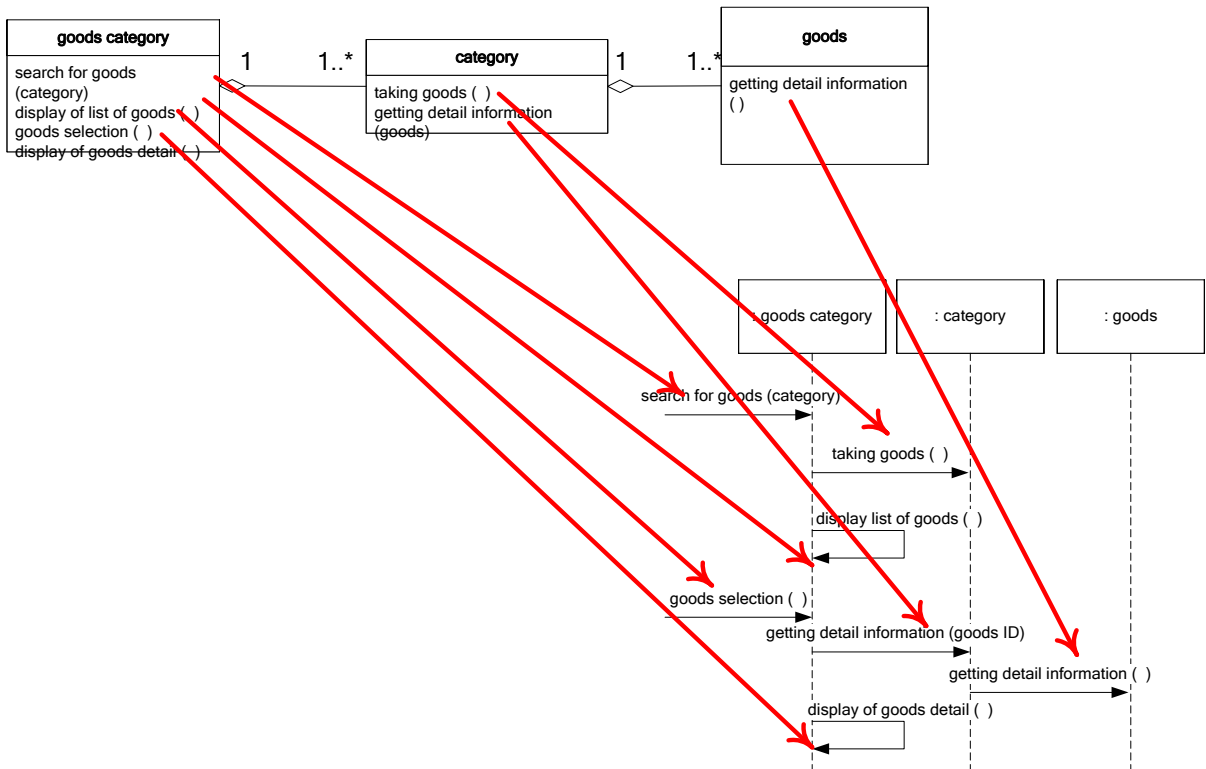 goods category
search for goods
(category)
display of list of goods ( )
goods selection ( )
display of goods detail ( )
1
1..*
category
taking goods ( )
getting detail information
(goods)
1
1..*
goods
getting detail information
( )
: goods category
: category
: goods
search for goods (category)
taking goods ( )
display list of goods ( )
goods selection ( )
getting detail information (goods ID)
getting detail information ( )
display of goods detail ( )